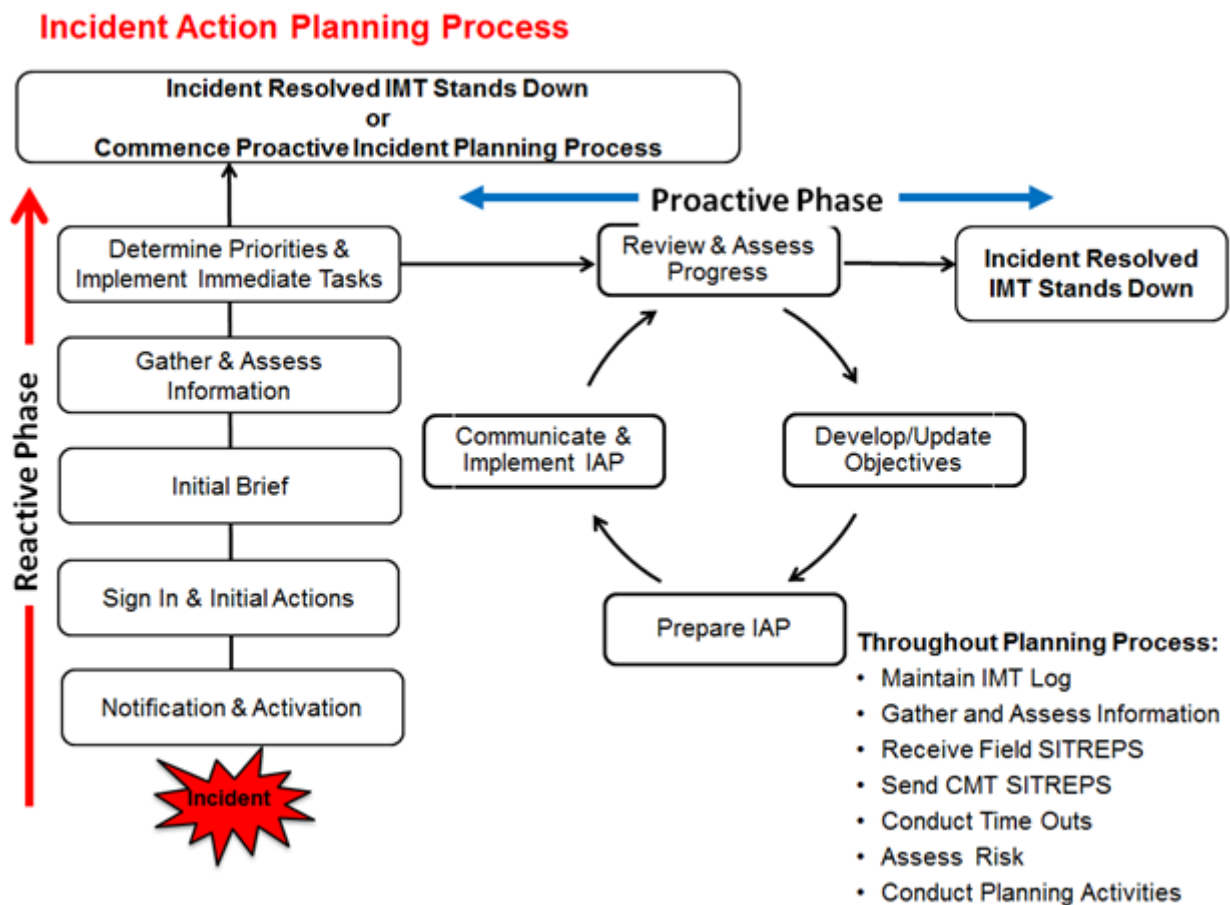 Incident Action Planning Process
Incident Resolved IMT Stands Down
or
Commence Proactive Incident Planning Process
Reactive Phase
Determine Priorities &
Implement Immediate Tasks
Gather & Assess
Information
Initial Brief
Sign In & Initial Actions
Notification & Activation
Incident
Proactive Phase
Review & Assess
Progress
Incident Resolved
IMT Stands Down
Communicate &
Implement IAP
Develop/Update
Objectives
Prepare IAP
Throughout Planning Process:
• Maintain IMT Log
• Gather and Assess Information
• Receive Field SITREPS
• Send CMT SITREPS
• Conduct Time Outs
• Assess Risk
• Conduct Planning Activities